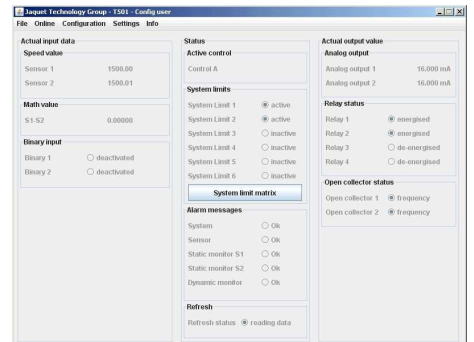 Jaquet Technology Group - T501 - Config user
File Online Configuration Settings Info
Actual input data
Speed value
Sensor 1 1500.00
Sensor 2 1500.01
Math value
S1-S2 0.00000
Binary input
Binary 1 deactivated
Binary 2 deactivated
Status
Active control
Control A
System limits
System Limit 1 active
System Limit 2 active
System Limit 3 inactive
System Limit 4 inactive
System Limit 5 inactive
System Limit 6 inactive
System limit matrix
Alarm messages
System Ok
Sensor Ok
Static monitor S1 Ok
Static monitor S2 Ok
Dynamic monitor Ok
Refresh
Refresh status reading data
Actual output value
Analog output
Analog output 1 16.000 mA
Analog output 2 16.000 mA
Relay status
Relay 1 energised
Relay 2 energised
Relay 3 de-energised
Relay 4 de-energised
Open collector status
Open collector 1 frequency
Open collector 2 frequency